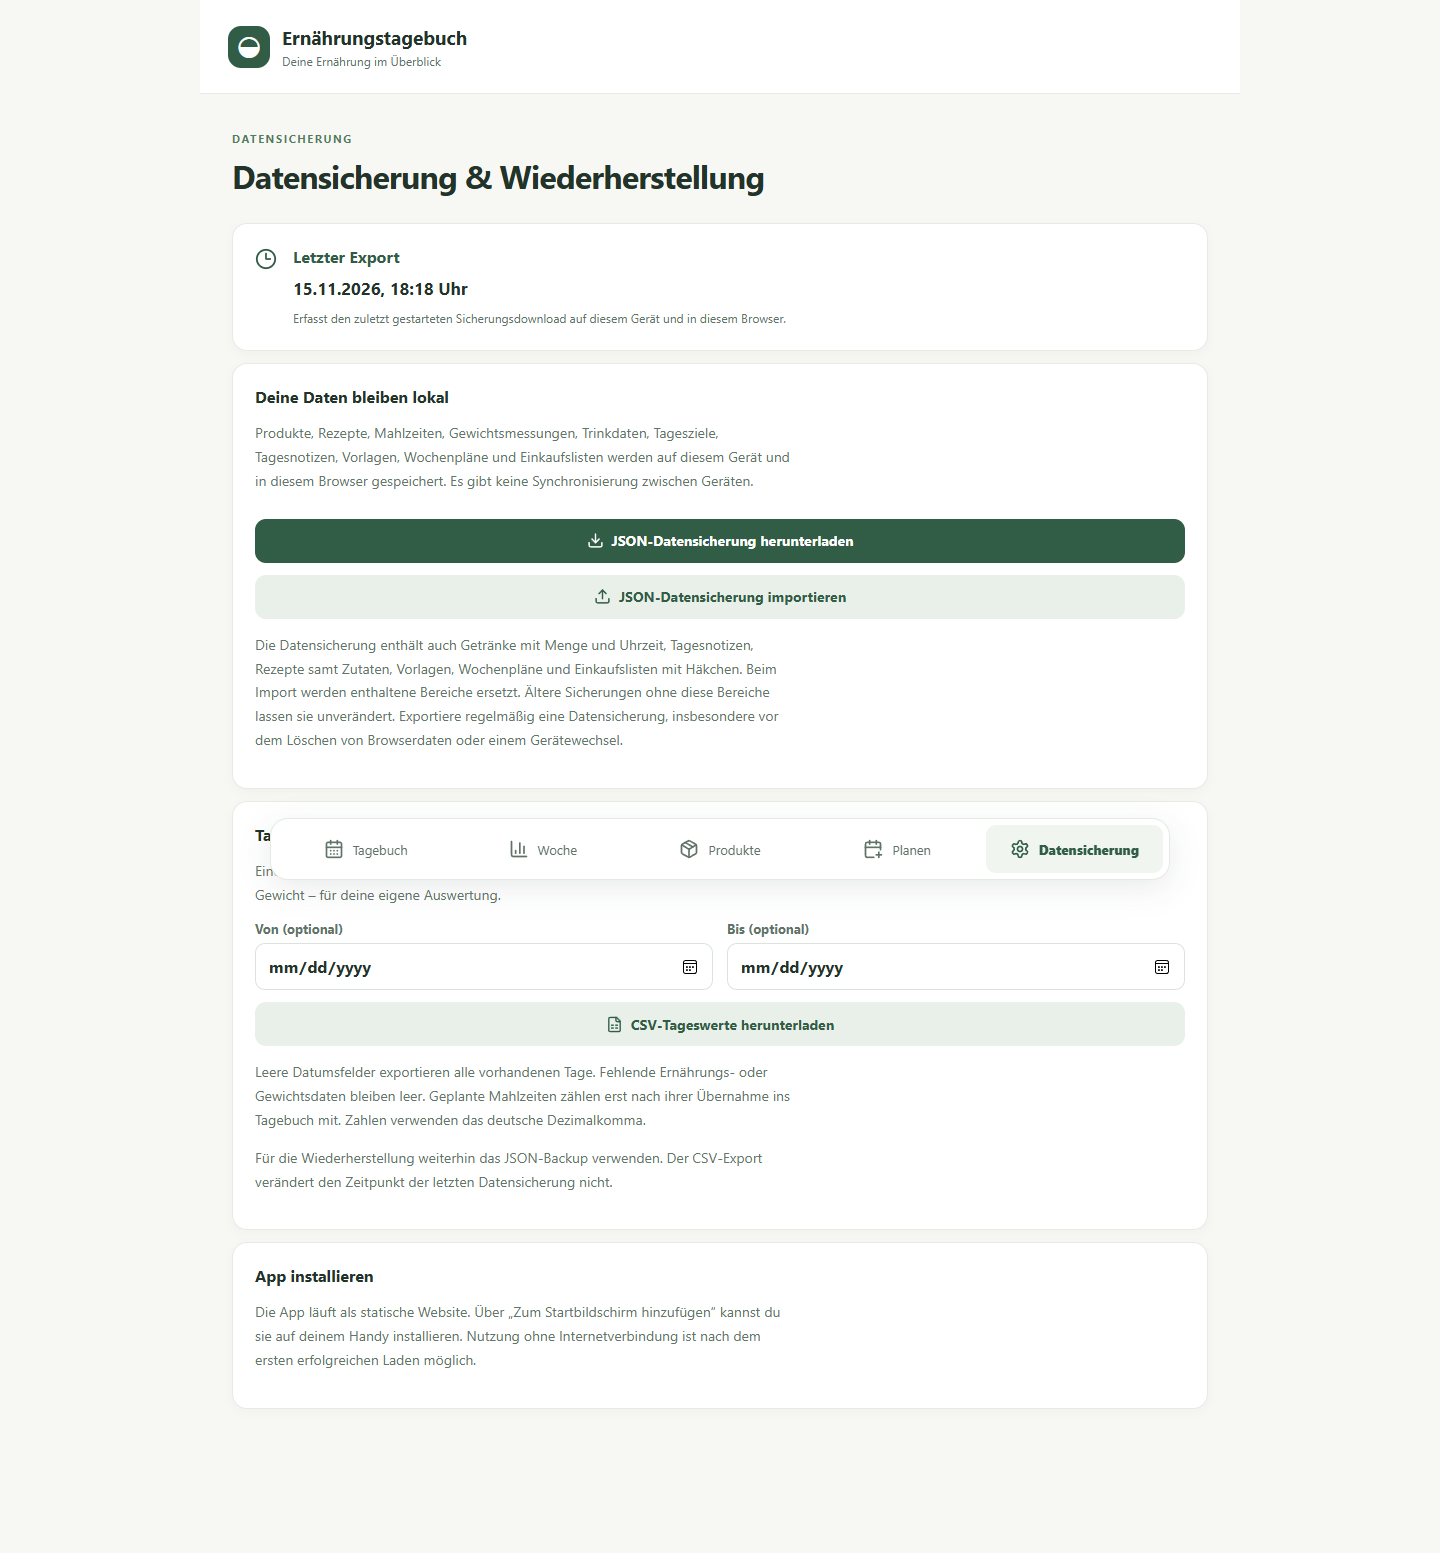 Ernährungstagebuch
Deine Ernährung im Überblick
DATENSICHERUNG
Datensicherung & Wiederherstellung
Letzter Export
15.11.2026, 18:18 Uhr
Erfasst den zuletzt gestarteten Sicherungsdownload auf diesem Gerät und in diesem Browser.
Deine Daten bleiben lokal
Produkte, Rezepte, Mahlzeiten, Gewichtsmessungen, Trinkdaten, Tagesziele,
Tagesnotizen, Vorlagen, Wochenpläne und Einkaufslisten werden auf diesem Gerät und
in diesem Browser gespeichert. Es gibt keine Synchronisierung zwischen Geräten.
JSON-Datensicherung herunterladen
JSON-Datensicherung importieren
Die Datensicherung enthält auch Getränke mit Menge und Uhrzeit, Tagesnotizen,
Rezepte samt Zutaten, Vorlagen, Wochenpläne und Einkaufslisten mit Häkchen. Beim
Import werden enthaltene Bereiche ersetzt. Ältere Sicherungen ohne diese Bereiche
lassen sie unverändert. Exportiere regelmäßig eine Datensicherung, insbesondere vor
dem Löschen von Browserdaten oder einem Gerätewechsel.
Tagebuch
Woche
Produkte
Planen
Datensicherung
Gewicht – für deine eigene Auswertung.
Von (optional)
Bis (optional)
mm/dd/yyyy
mm/dd/yyyy
CSV-Tageswerte herunterladen
Leere Datumsfelder exportieren alle vorhandenen Tage. Fehlende Ernährungs- oder
Gewichtsdaten bleiben leer. Geplante Mahlzeiten zählen erst nach ihrer Übernahme ins
Tagebuch mit. Zahlen verwenden das deutsche Dezimalkomma.
Für die Wiederherstellung weiterhin das JSON-Backup verwenden. Der CSV-Export
verändert den Zeitpunkt der letzten Datensicherung nicht.
App installieren
Die App läuft als statische Website. Über „Zum Startbildschirm hinzufügen“ kannst du
sie auf deinem Handy installieren. Nutzung ohne Internetverbindung ist nach dem
ersten erfolgreichen Laden möglich.